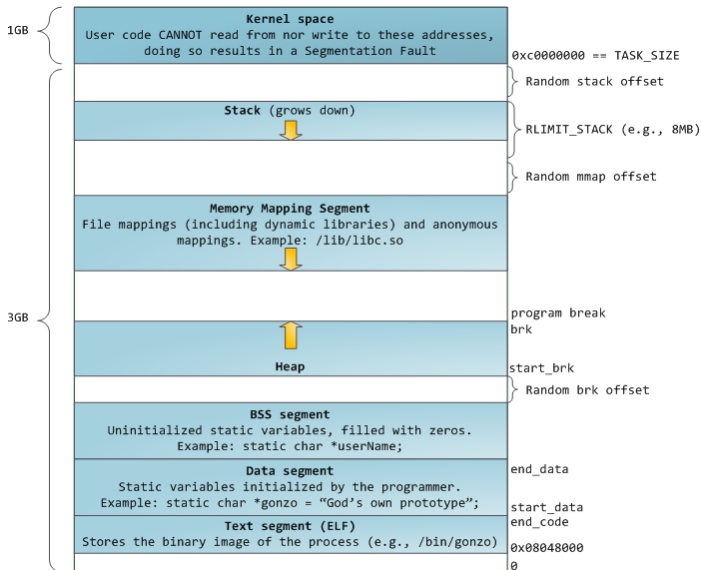 Kernel space
1GB
User code CANNOT read from nor write to these addresses,
doing so results in a Segmentation Fault
0xc0000000 == TASK_SIZE
Random stack offset
Stack (grows down)
RLIMIT_STACK (e.g., 8MB)
Random mmap offset
Memory Mapping Segment
File mappings (including dynamic libraries) and anonymous
mappings. Example: /lib/libc.so
3GB
program break
brk
Heap
start_brk
Random brk offset
BSS segment
Uninitialized static variables, filled with zeros.
Example: static char *userName;
Data segment
end_data
Static variables initialized by the programmer.
Example: static char *gonzo = “God’s own prototype”;
start_data
end_code
Text segment (ELF)
Stores the binary image of the process (e.g., /bin/gonzo)
0x08048000
0